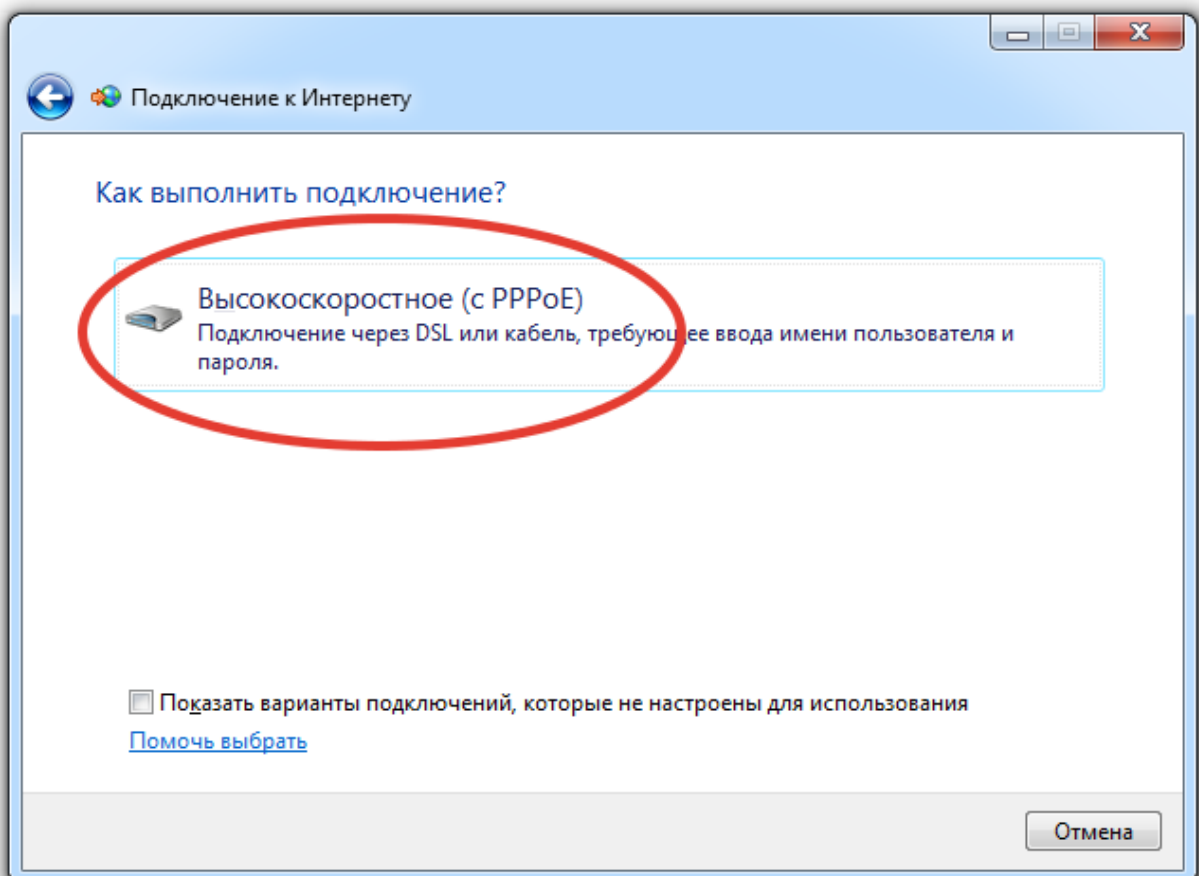 Подключение к Интернету
Как выполнить подключение?
Высокоскоростное (с PPPoE)
Подключение через DSL или кабель, требующее ввода имени пользователя и
пароля.
Показать варианты подключений, которые не настроены для использования
Помочь выбрать
Отмена